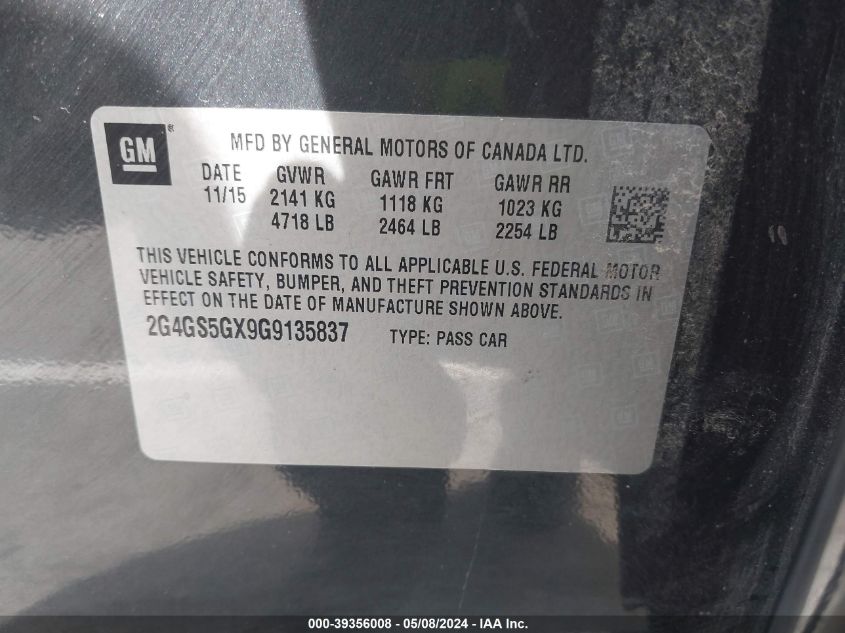 GM®
MFD BY GENERAL MOTORS OF CANADA LTD.
DATE GVWR GAWR FRT GAWR RR
11/15 2141 KG 1118 KG 1023 KG
4718 LB 2464 LB 2254 LB
THIS VEHICLE CONFORMS TO ALL APPLICABLE U.S. FEDERAL MOTOR
VEHICLE SAFETY, BUMPER, AND THEFT PREVENTION STANDARDS IN
EFFECT ON THE DATE OF MANUFACTURE SHOWN ABOVE.
2G4GS5GX9G9135837 TYPE: PASS CAR
000-39356008 - 05/08/2024 - IAA Inc.